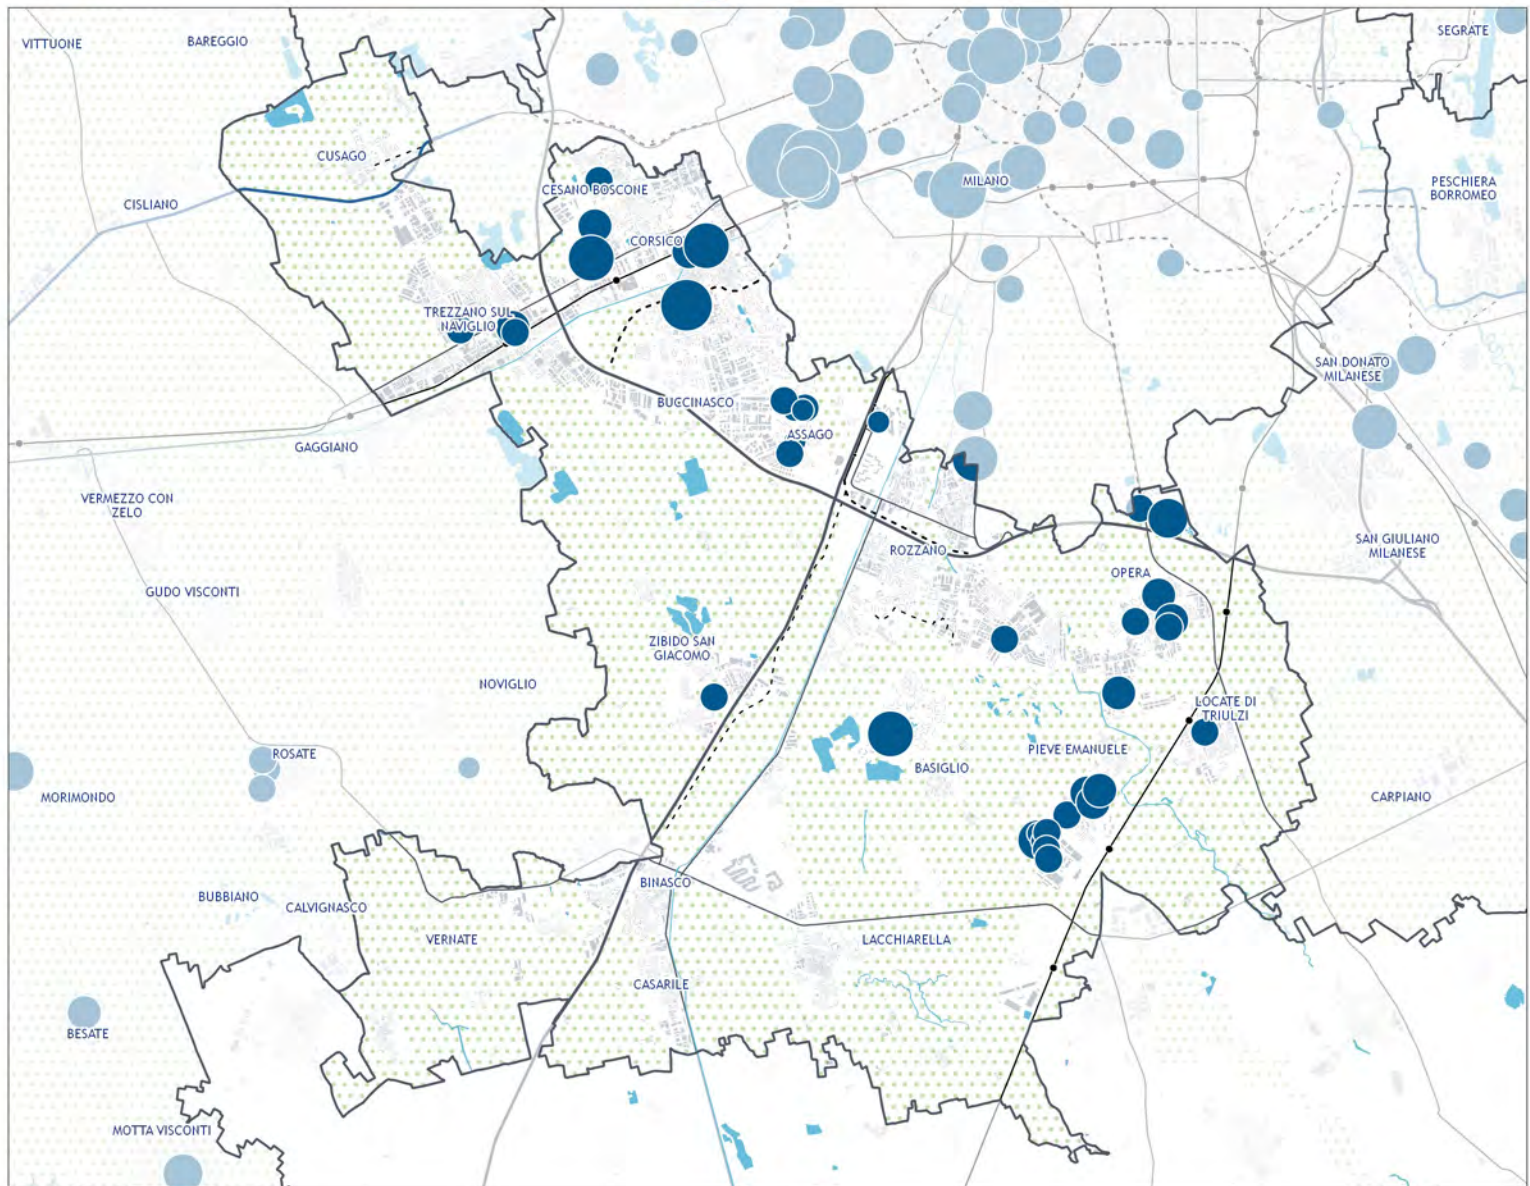 VITTUONE
BAREGGIO
SEGRATE
CUSAGO
CESANO BOSCONE
MILANO
PESCHIERA
BORROMEO
CISLIANO
CORSICO
TREZZANO SUL
NAVIGLIO
SAN DONATO
MILANESE
BUCCINASCO
ASSAGO
GAGGIANO
VERMEZZO CON
ZELO
ROZZANO
SAN GIULIANO
MILANESE
OPERA
GUDO VISCONTI
ZIBIDO SAN
GIACOMO
NOVIGLIO
LOCATE DI
TRIULZI
PIEVE EMANUELE
ROSATE
BASIGLIO
MORIMONDO
CARPIANO
BINASCO
BUBBIANO
CALVIGNASCO
VERNATE
LACCHIARELLA
CASARILE
BESATE
MOTTA VISCONTI